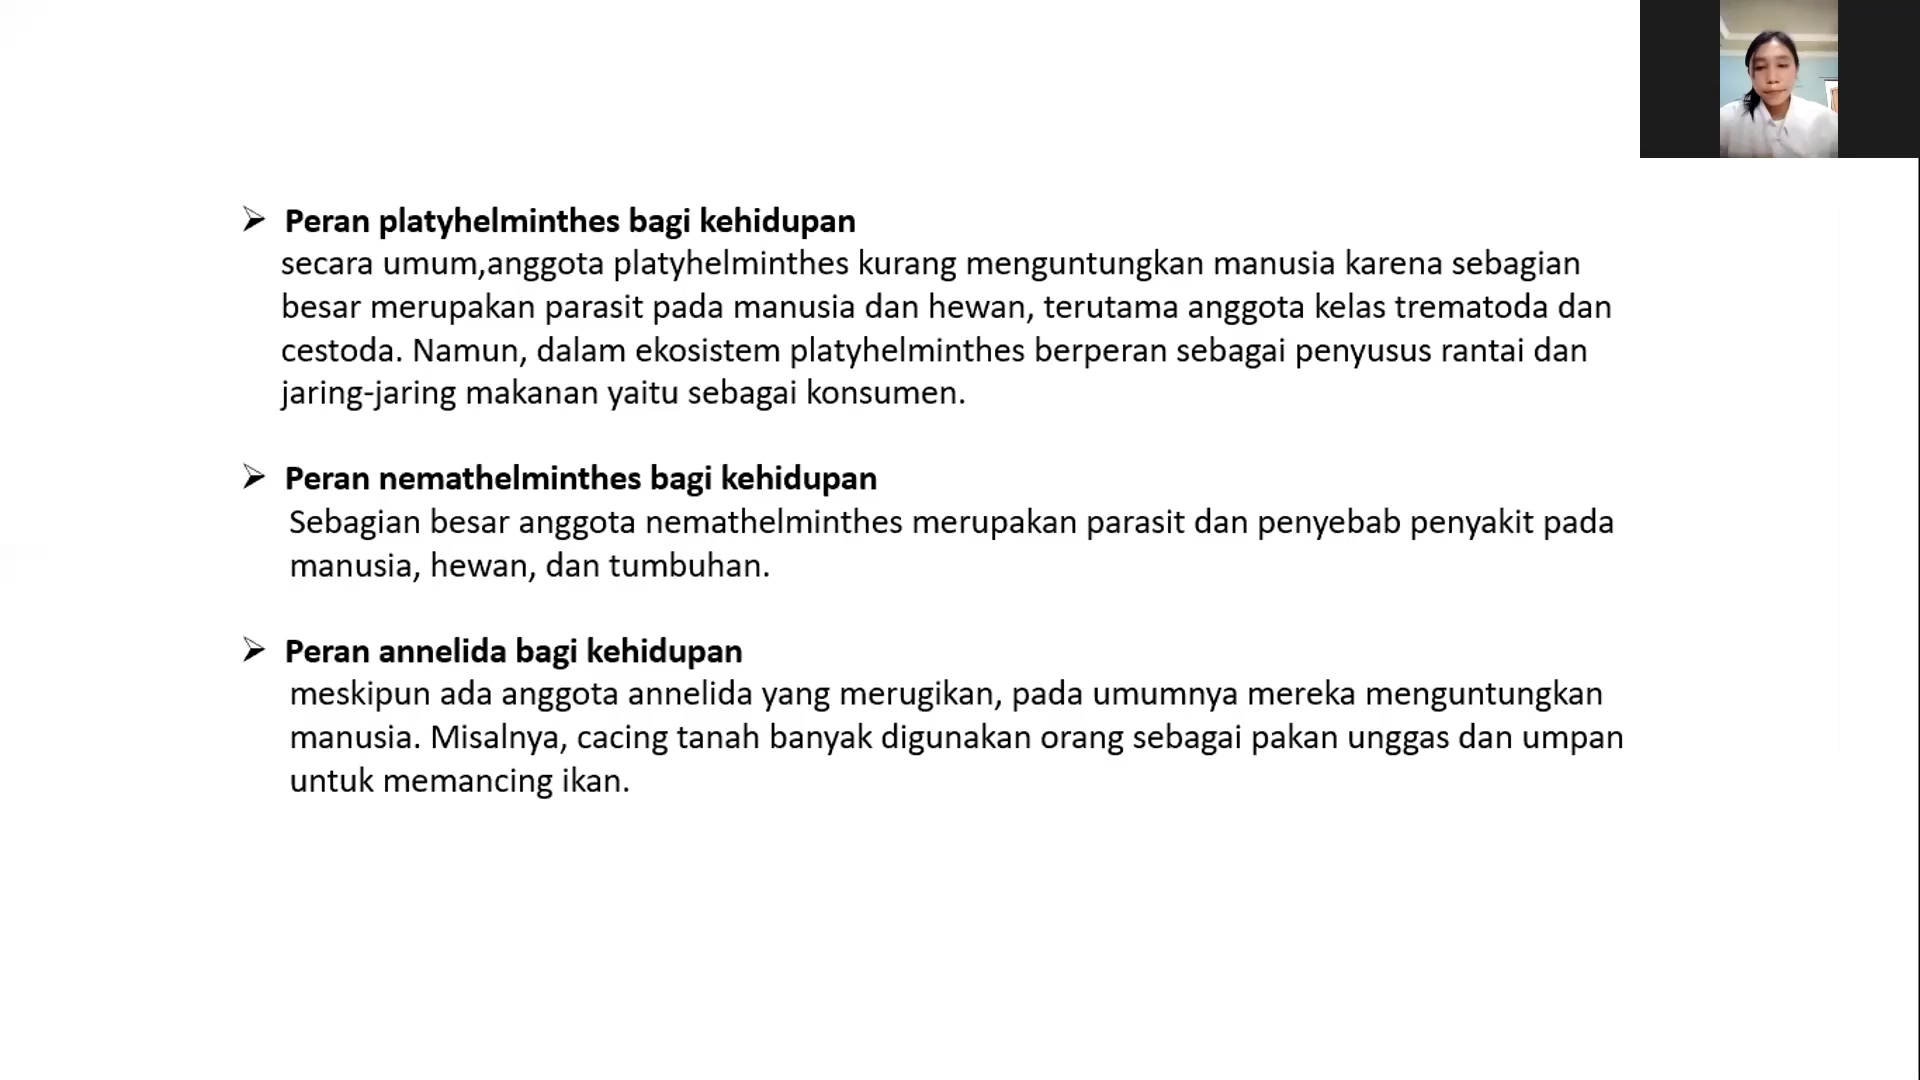 ➢ Peran platyhelminthes bagi kehidupan
secara umum,anggota platyhelminthes kurang menguntungkan manusia karena sebagian
besar merupakan parasit pada manusia dan hewan, terutama anggota kelas trematoda dan
cestoda. Namun, dalam ekosistem platyhelminthes berperan sebagai penyusus rantai dan
jaring-jaring makanan yaitu sebagai konsumen.
➢ Peran nemathelminthes bagi kehidupan
Sebagian besar anggota nemathelminthes merupakan parasit dan penyebab penyakit pada
manusia, hewan, dan tumbuhan.
➢ Peran annelida bagi kehidupan
meskipun ada anggota annelida yang merugikan, pada umumnya mereka menguntungkan
manusia. Misalnya, cacing tanah banyak digunakan orang sebagai pakan unggas dan umpan
untuk memancing ikan.